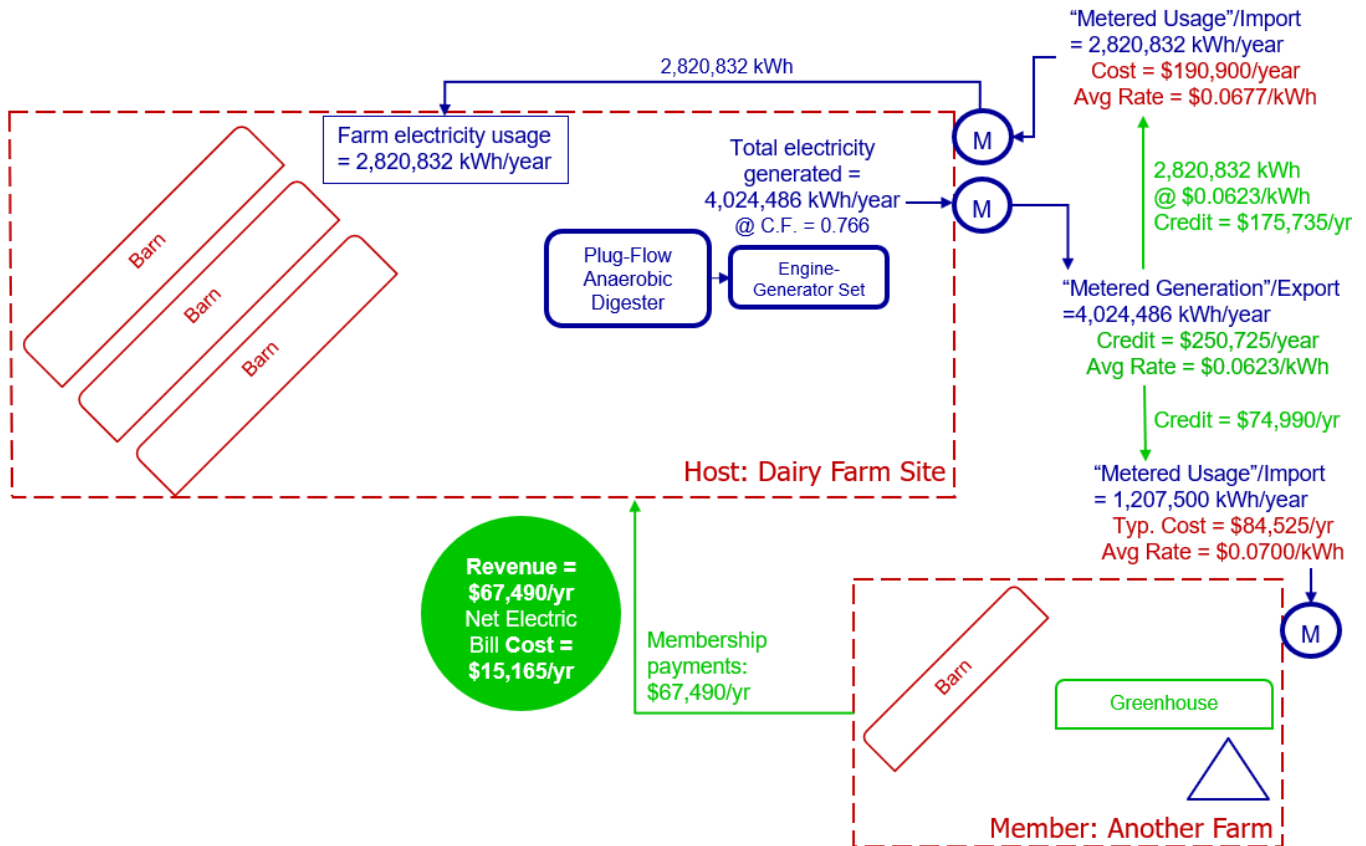 “Metered Usage”/Import
= 2,820,832 kWh/year
Cost = $190,900/year
Avg Rate = $0.0677/kWh
2,820,832 kWh
Farm electricity usage
= 2,820,832 kWh/year
M
Total electricity
generated =
4,024,486 kWh/year
@ C.F. = 0.766
M
2,820,832 kWh
@ $0.0623/kWh
Credit = $175,735/yr
Barn
Barn
Barn
Plug-Flow
Anaerobic
Digester
Engine-
Generator Set
“Metered Generation”/Export
=4,024,486 kWh/year
Credit = $250,725/year
Avg Rate = $0.0623/kWh
Credit = $74,990/yr
Host: Dairy Farm Site
“Metered Usage”/Import
= 1,207,500 kWh/year
Typ. Cost = $84,525/yr
Avg Rate = $0.0700/kWh
Revenue =
$67,490/yr
Net Electric
Bill Cost =
$15,165/yr
Membership
payments:
$67,490/yr
M
Barn
Greenhouse
Member: Another Farm